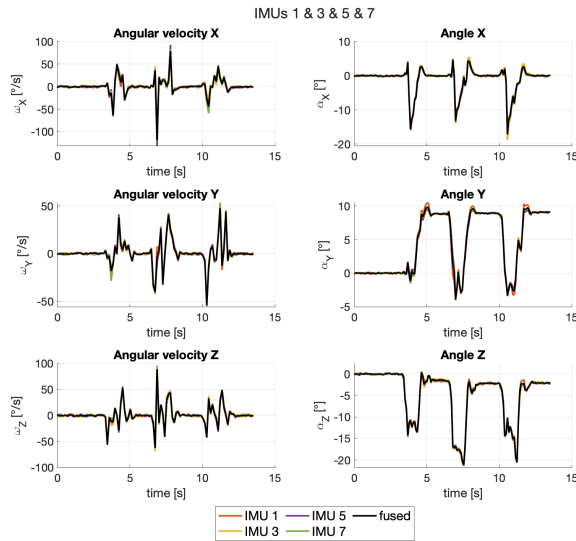 IMUs 1 & 3 & 5 & 7
Angular velocity X
ω_X [°/s]
100
50
0
-50
-100
0 5 10 15
time [s]
Angle X
α_X [°]
10
0
-10
-20
0 5 10 15
time [s]
Angular velocity Y
ω_Y [°/s]
50
0
-50
0 5 10 15
time [s]
Angle Y
α_Y [°]
10
5
0
-5
0 5 10 15
time [s]
Angular velocity Z
ω_Z [°/s]
100
50
0
-50
-100
0 5 10 15
time [s]
Angle Z
α_Z [°]
0
-5
-10
-15
-20
0 5 10 15
time [s]
IMU 1 IMU 5 fused
IMU 3 IMU 7